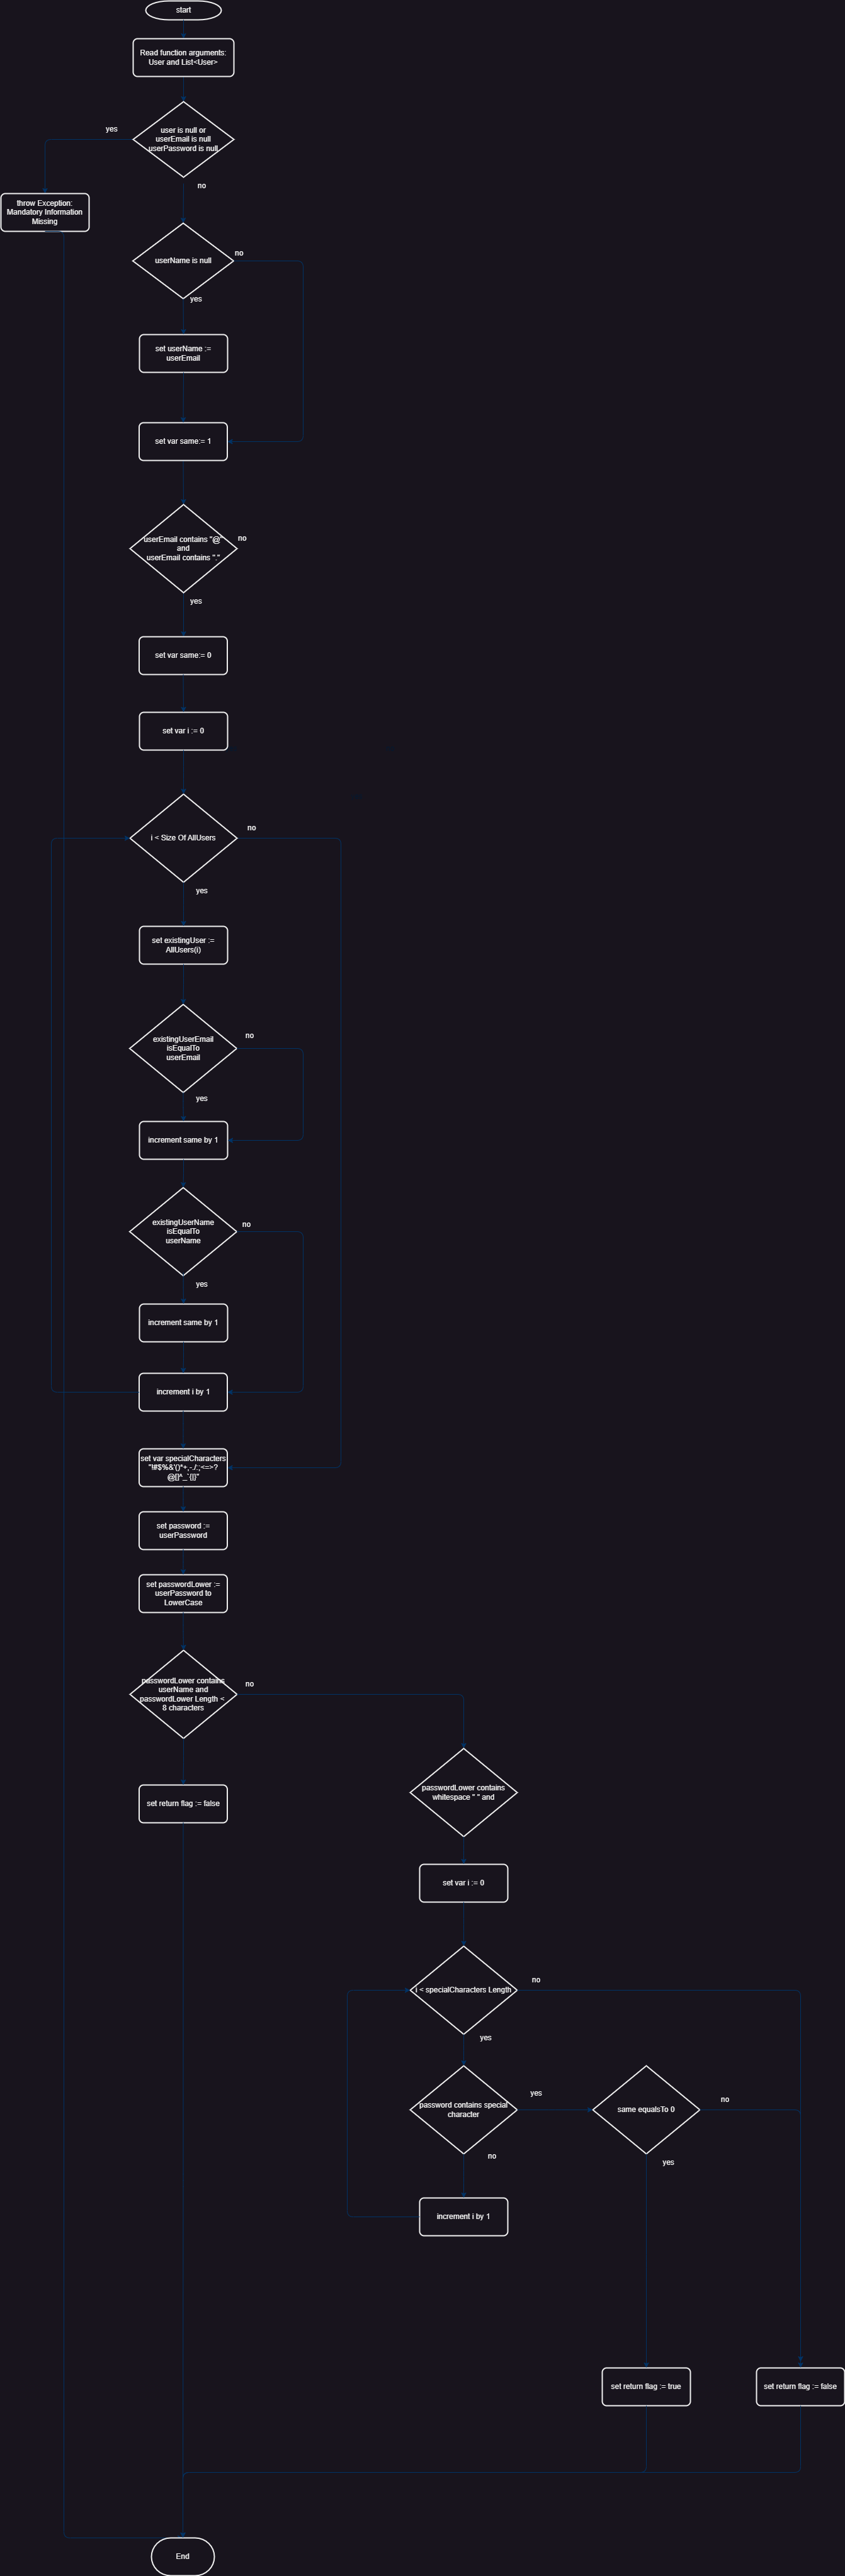 start
Read function arguments:
User and List<User>
user is null or
userEmail is null
userPassword is null
yes
no
throw Exception:
Mandatory Information
Missing
userName is null
no
yes
set userName :=
userEmail
set var same:= 1
userEmail contains "@"
and
userEmail contains "."
no
yes
set var same:= 0
set var i := 0
i < Size Of AllUsers
no
yes
set existingUser :=
AllUsers(i)
existingUserEmail
isEqualTo
userEmail
no
yes
increment same by 1
existingUserName
isEqualTo
userName
no
yes
increment same by 1
increment i by 1
set var specialCharacters
set password :=
userPassword
set passwordLower :=
userPassword to
LowerCase
passwordLower contains
userName and
passwordLower Length <
8 characters
no
set return flag := false
passwordLower contains
whitespace " " and
set var i := 0
i < specialCharacters Length
no
yes
password contains special
character
yes
no
same equalsTo 0
no
yes
increment i by 1
set return flag := true
set return flag := false
End